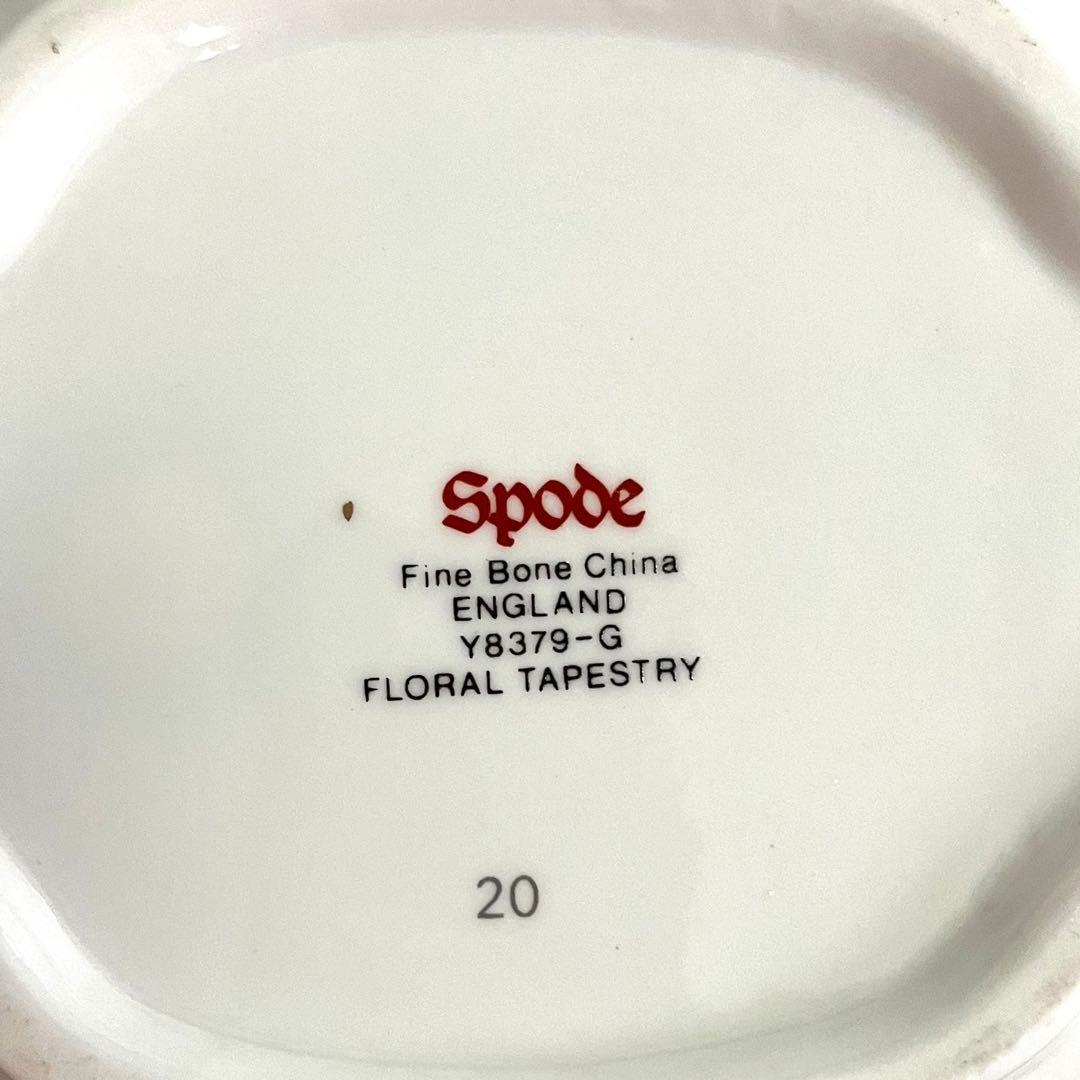 Spode
Fine Bone China
ENGLAND
Y8379-G
FLORAL TAPESTRY
20